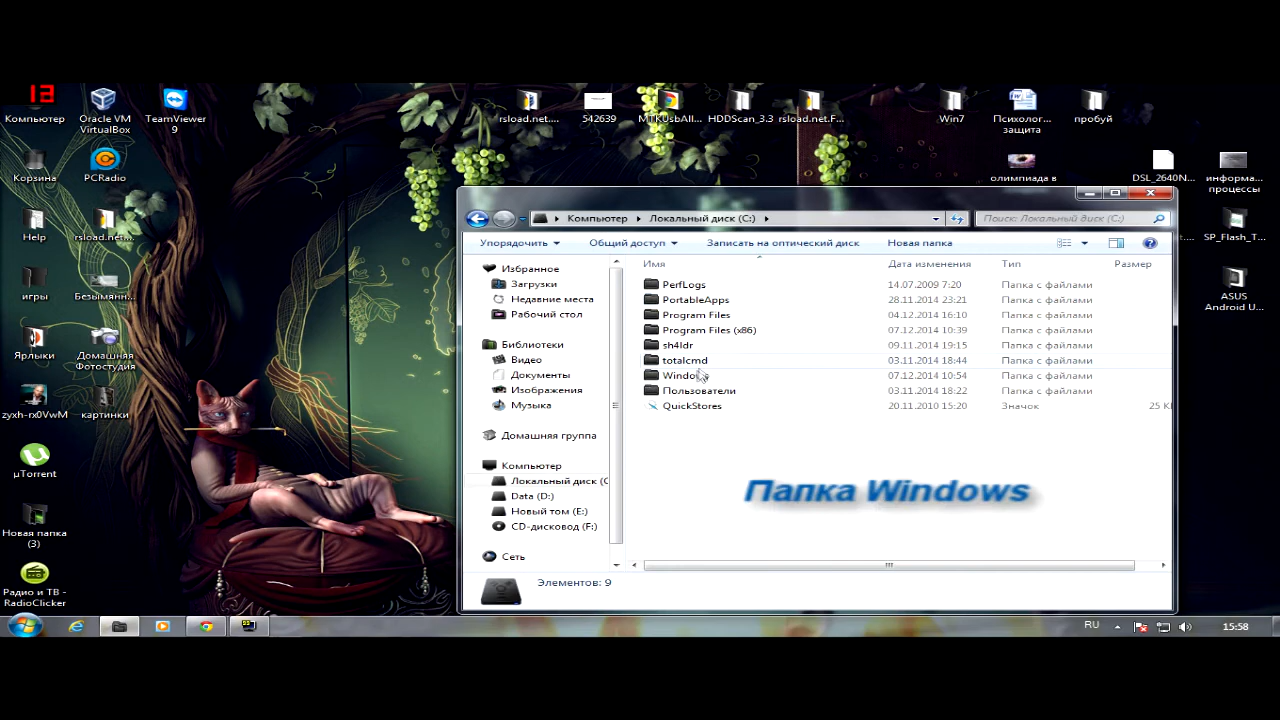 13
Компьютер
Oracle VM
VirtualBox
TeamViewer
9
rsload.net....
542639
MTKUsbAll...
HDDScan_3.3
rsload.net.F...
Win7
Психолог...
защита
пробуй
Корзина
PCRadio
олимпиада в
DSL_2640N...
информа...
процессы
Help
rsload.net...
SP_Flash_T...
игры
Безымянн...
ASUS
Android U...
Ярлыки
Домашняя
Фотостудия
zyxh-rx0VwM
картинки
µTorrent
Новая папка
(3)
Радио и ТВ -
RadioClicker
Компьютер
Локальный диск (C:)
Поиск: Локальный диск (C:)
Упорядочить
Общий доступ
Записать на оптический диск
Новая папка
Избранное
Загрузки
Недавние места
Рабочий стол
Библиотеки
Видео
Документы
Изображения
Музыка
Домашняя группа
Компьютер
Локальный диск (C
Data (D:)
Новый том (E:)
CD-дисковод (F:)
Сеть
Имя Дата изменения Тип Размер
PerfLogs 14.07.2009 7:20 Папка с файлами
PortableApps 28.11.2014 23:21 Папка с файлами
Program Files 04.12.2014 16:10 Папка с файлами
Program Files (x86) 07.12.2014 10:39 Папка с файлами
sh4ldr 09.11.2014 19:15 Папка с файлами
totalcmd 03.11.2014 18:44 Папка с файлами
Windows 07.12.2014 10:54 Папка с файлами
Пользователи 03.11.2014 18:22 Папка с файлами
QuickStores 20.11.2010 15:20 Значок 25 К
Папка Windows
Элементов: 9
RU
15:58